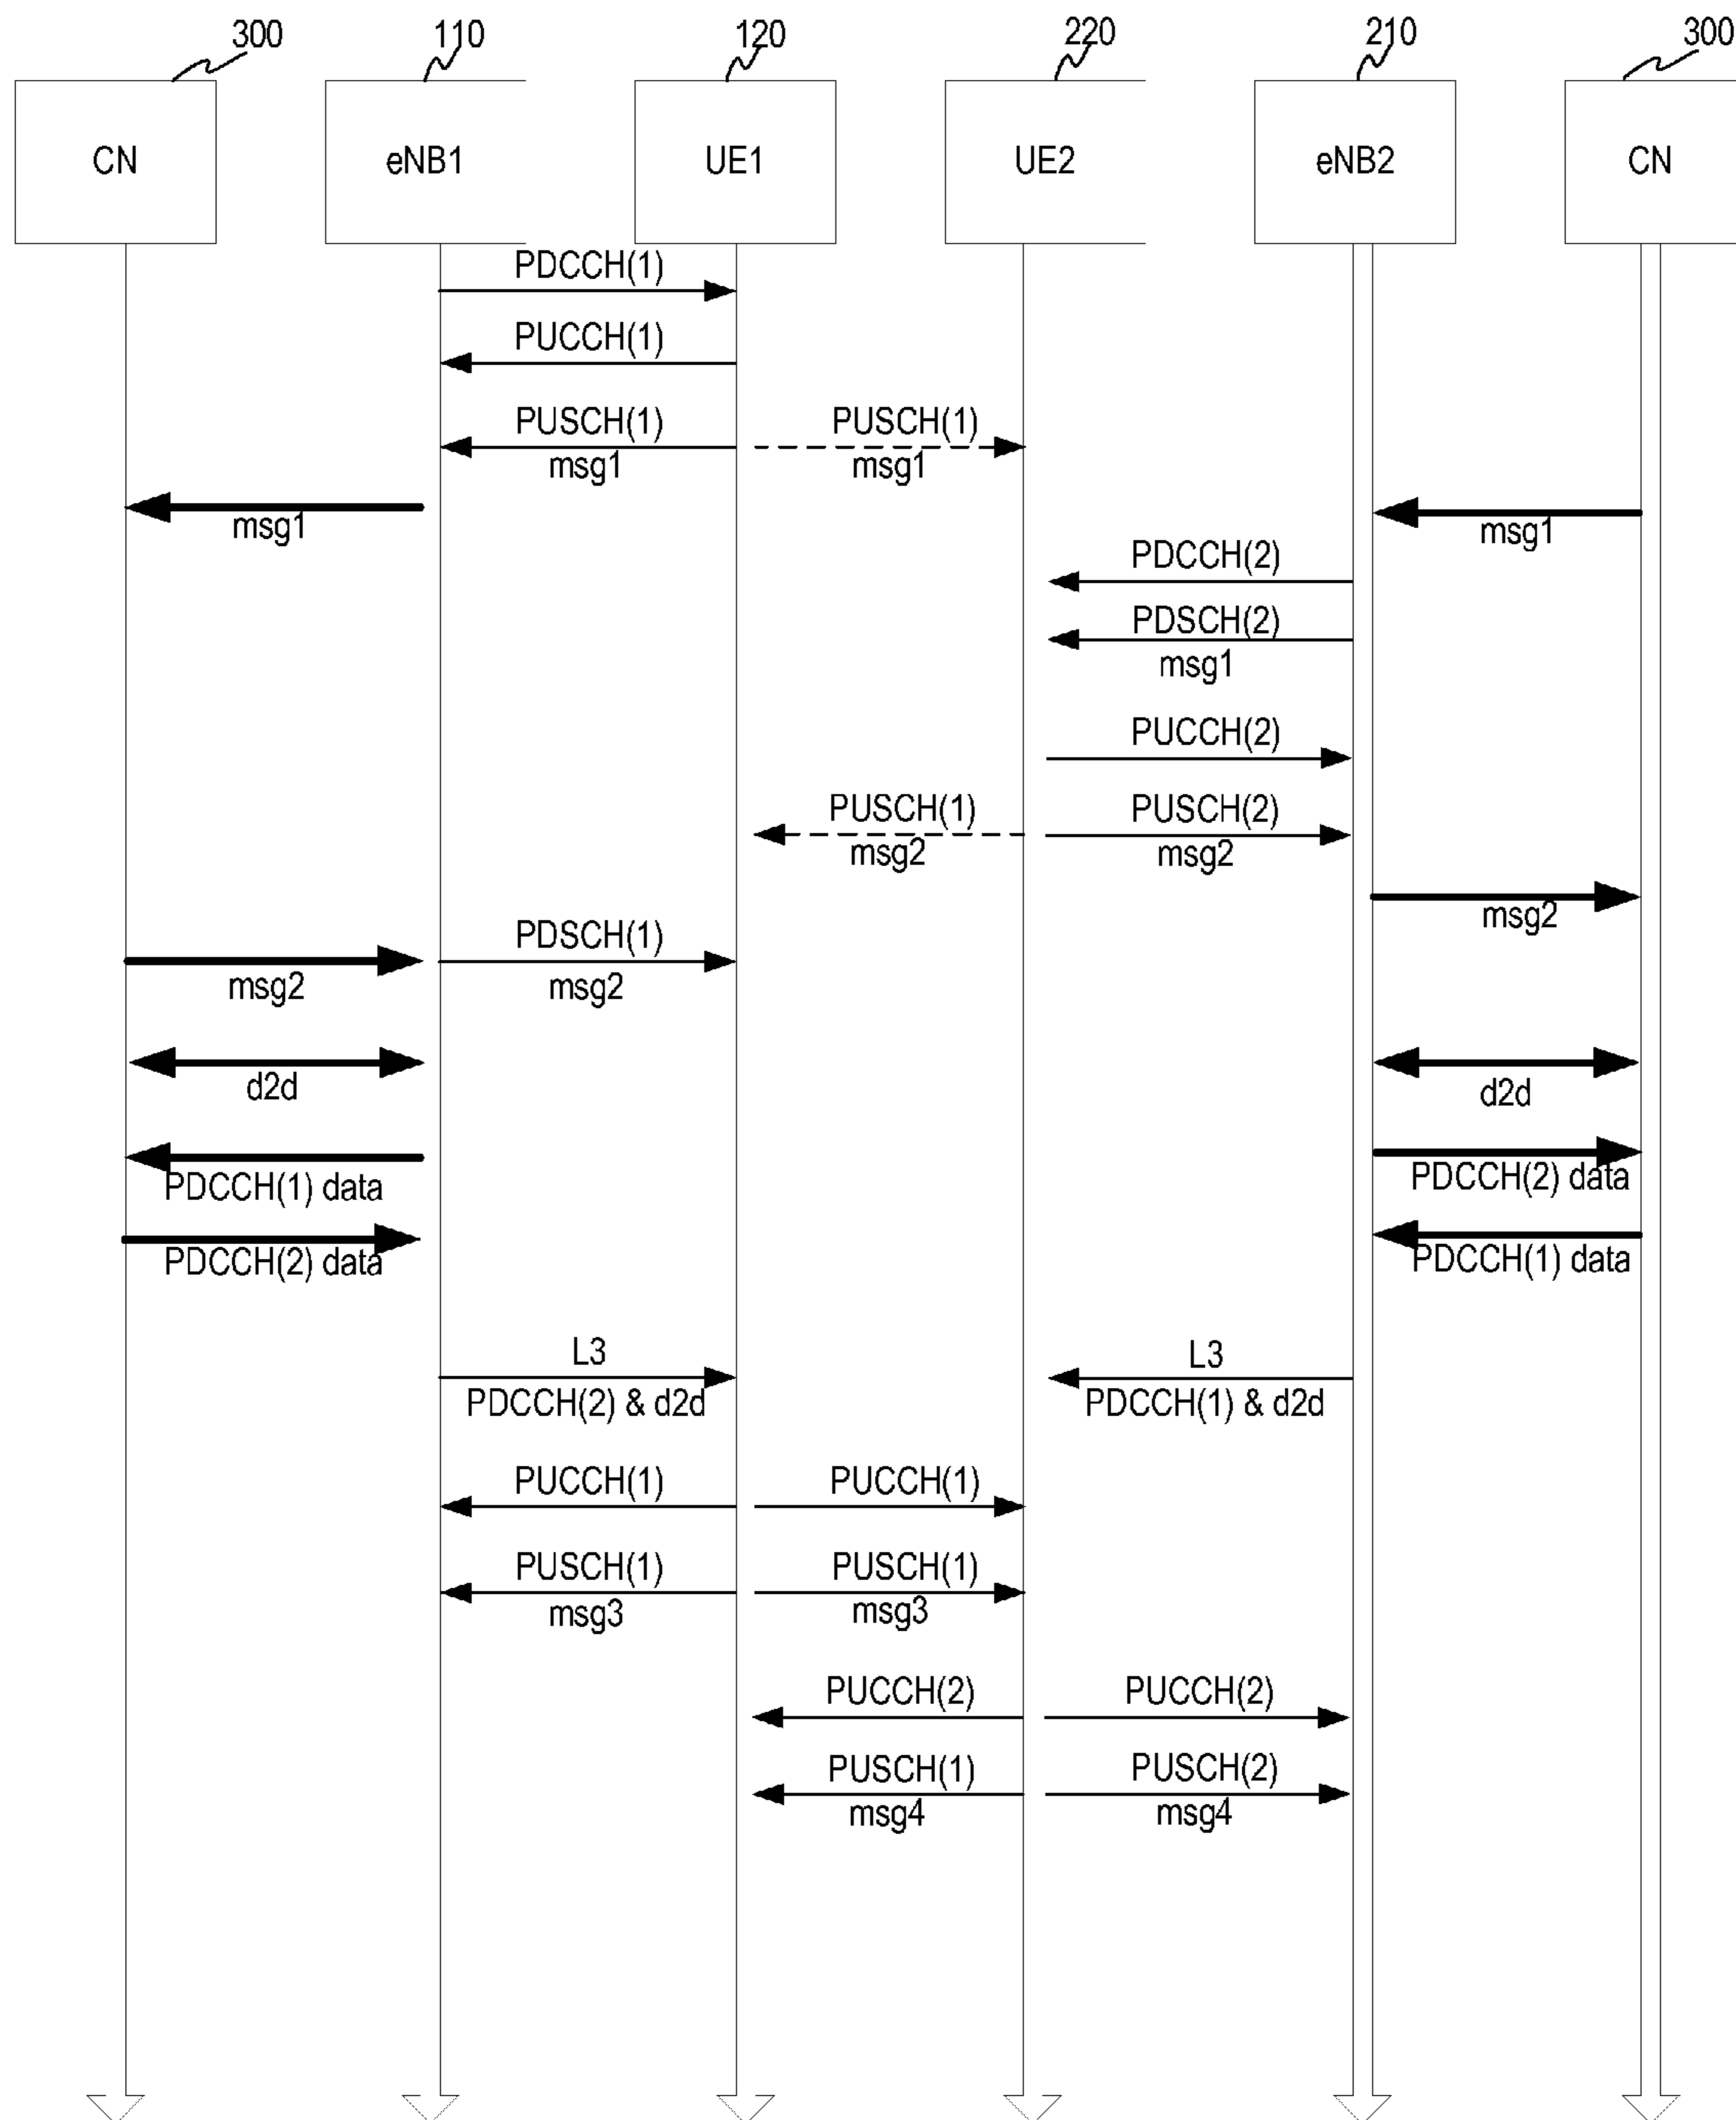 300 110 120 220 210 300
CN eNB1 UE1 UE2 eNB2 CN
PDCCH(1)
PUCCH(1)
PUSCH(1) PUSCH(1)
msg1 msg1
msg1 msg1
PDCCH(2)
PDSCH(2)
msg1
PUCCH(2)
PUSCH(1) PUSCH(2)
msg2 msg2
msg2
PDSCH(1)
msg2 msg2
d2d d2d
PDCCH(1) data PDCCH(2) data
PDCCH(2) data PDCCH(1) data
L3 L3
PDCCH(2) & d2d PDCCH(1) & d2d
PUCCH(1) PUCCH(1)
PUSCH(1) PUSCH(1)
msg3 msg3
PUCCH(2) PUCCH(2)
PUSCH(1) PUSCH(2)
msg4 msg4